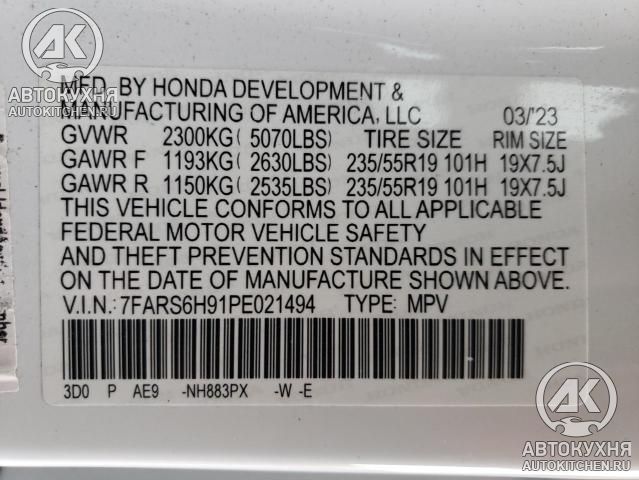 AK
АВТОКУХНЯ
AUTOKITCHEN.RU
MFD. BY HONDA DEVELOPMENT &
MANUFACTURING OF AMERICA, LLC 03/'23
GVWR 2300KG( 5070LBS) TIRE SIZE RIM SIZE
GAWR F 1193KG( 2630LBS) 235/55R19 101H 19X7.5J
GAWR R 1150KG( 2535LBS) 235/55R19 101H 19X7.5J
THIS VEHICLE CONFORMS TO ALL APPLICABLE
FEDERAL MOTOR VEHICLE SAFETY
AND THEFT PREVENTION STANDARDS IN EFFECT
ON THE DATE OF MANUFACTURE SHOWN ABOVE.
V.I.N.: 7FARS6H91PE021494 TYPE: MPV
3D0 P AE9 -NH883PX -W -E
AK
АВТОКУХНЯ
AUTOKITCHEN.RU